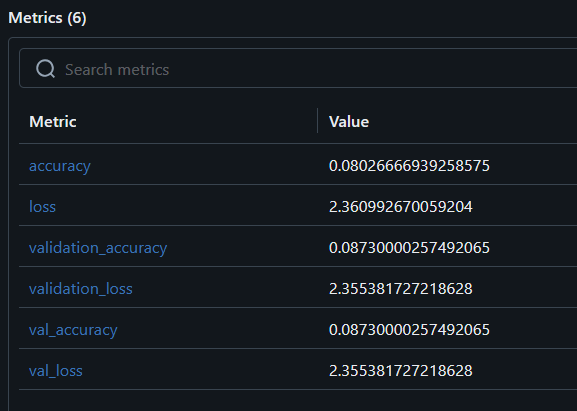 Metrics (6)
Search metrics
Metric Value
accuracy 0.08026666939258575
loss 2.360992670059204
validation_accuracy 0.08730000257492065
validation_loss 2.355381727218628
val_accuracy 0.08730000257492065
val_loss 2.355381727218628